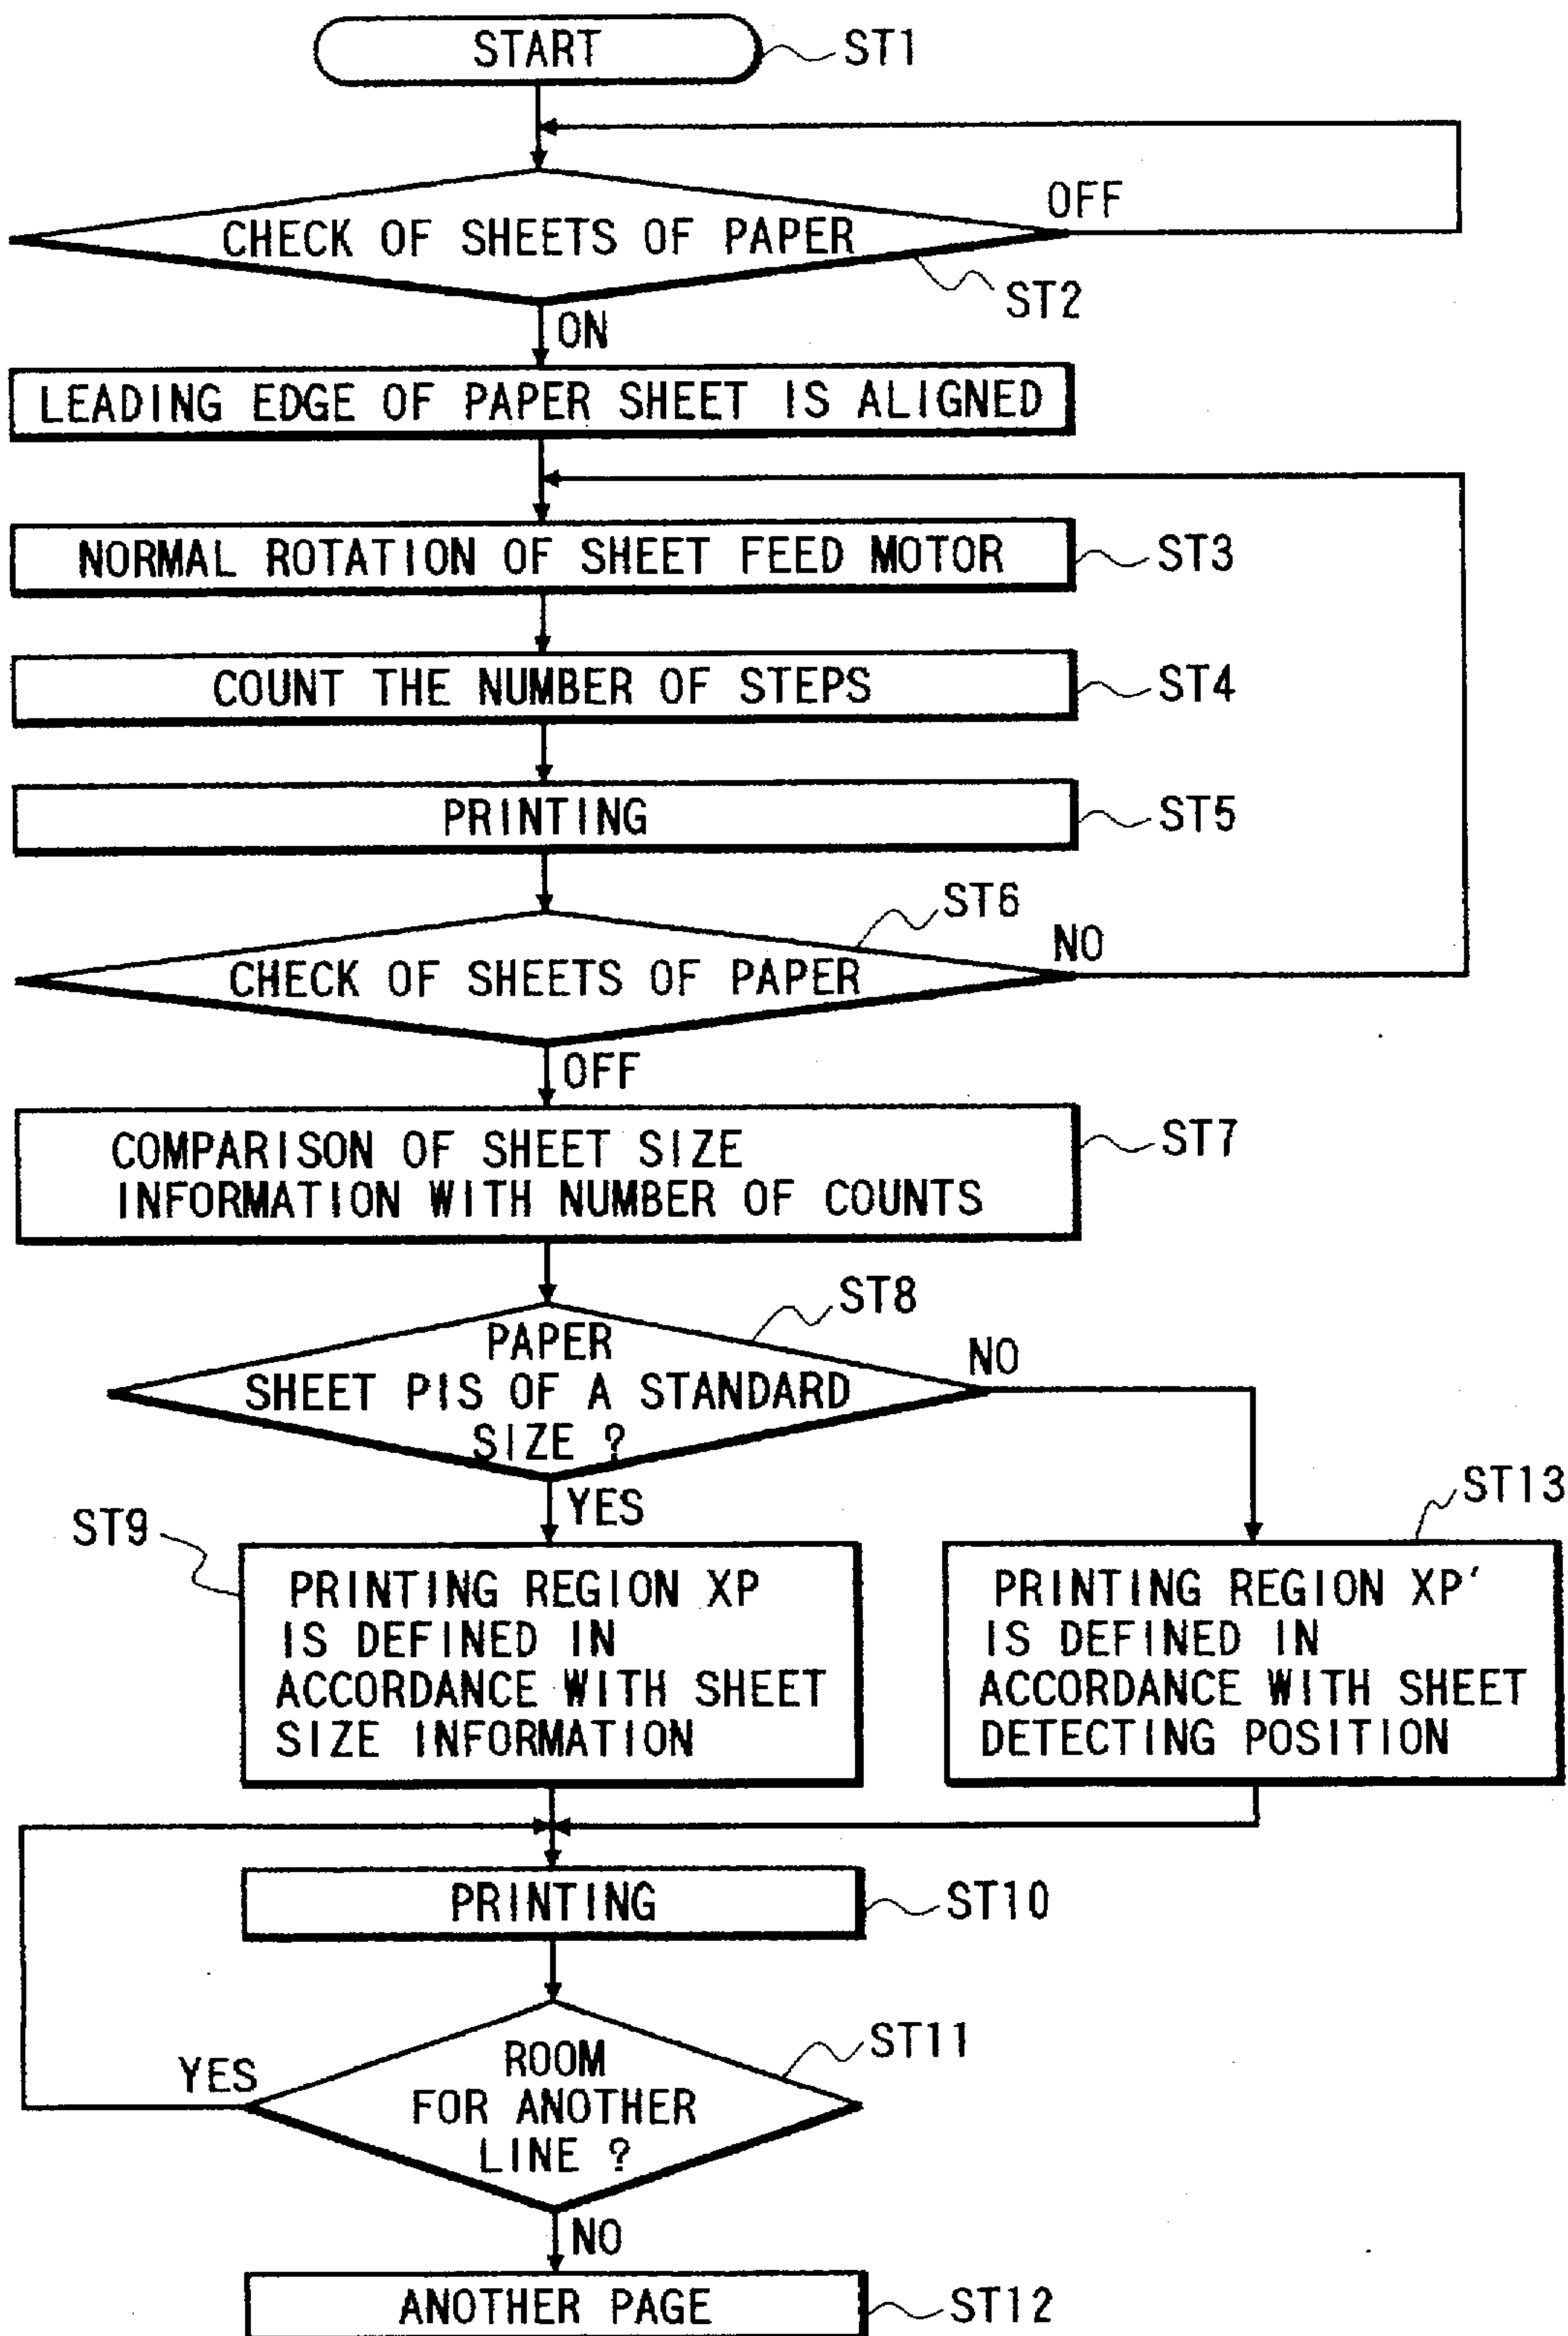 START
ST1
OFF
CHECK OF SHEETS OF PAPER
ST2
ON
LEADING EDGE OF PAPER SHEET IS ALIGNED
NORMAL ROTATION OF SHEET FEED MOTOR
ST3
COUNT THE NUMBER OF STEPS
ST4
PRINTING
ST5
ST6
NO
CHECK OF SHEETS OF PAPER
OFF
COMPARISON OF SHEET SIZE
INFORMATION WITH NUMBER OF COUNTS
ST7
ST8
PAPER
SHEET PIS OF A STANDARD
SIZE ?
NO
YES
ST9
PRINTING REGION XP
IS DEFINED IN
ACCORDANCE WITH SHEET
SIZE INFORMATION
ST13
PRINTING REGION XP'
IS DEFINED IN
ACCORDANCE WITH SHEET
DETECTING POSITION
PRINTING
ST10
ST11
YES
ROOM
FOR ANOTHER
LINE ?
NO
ANOTHER PAGE
ST12